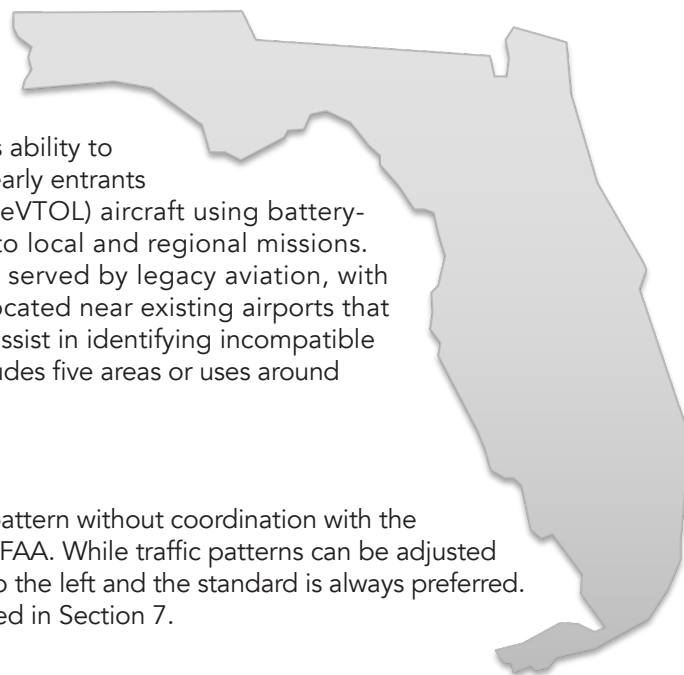 s ability to
early entrants
eVTOL) aircraft using battery-
to local and regional missions.
served by legacy aviation, with
ocated near existing airports that
ssist in identifying incompatible
udes five areas or uses around
pattern without coordination with the
FAA. While traffic patterns can be adjusted
o the left and the standard is always preferred.
ed in Section 7.